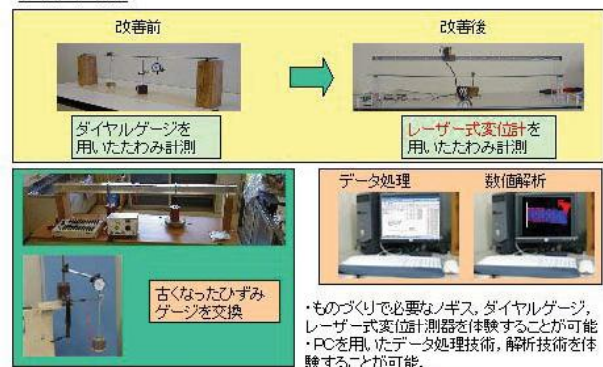 改善前
改善後
ダイヤルゲージを
用いたたわみ計測
レーザー式変位計を
用いたたわみ計測
古くなったひずみ
ゲージを交換
データ処理
数値解析
・ものづくりで必要なノギス，ダイヤルゲージ，
レーザー式変位計測器を体験することが可能
・PCを用いたデータ処理技術，解析技術を体
験することが可能．